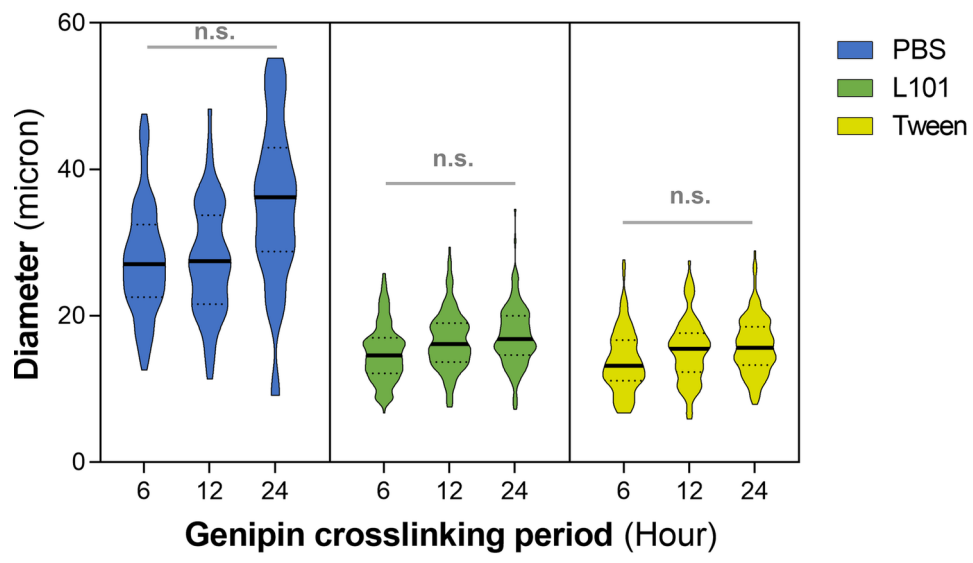 60
n.s.
PBS
L101
Tween
40
n.s.
n.s.
20
0
Diameter (micron)
6 12 24 6 12 24 6 12 24
Genipin crosslinking period (Hour)